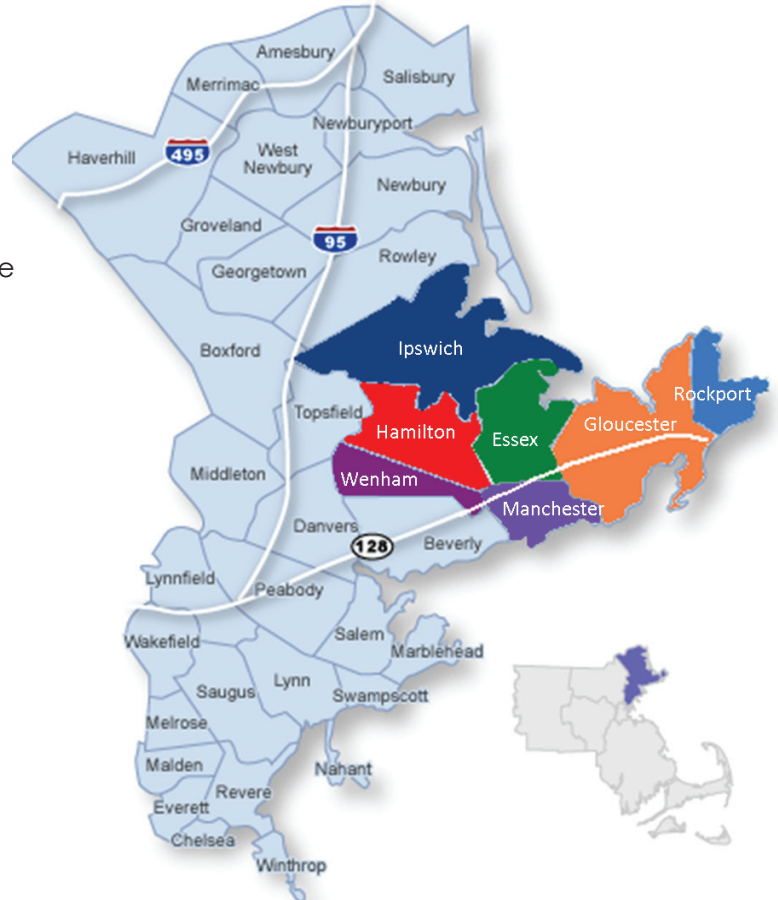 Amesbury
Salisbury
Merrimac
Newburyport
495
Haverhill
West
Newbury
Newbury
Groveland
95
Rowley
e
Georgetown
Ipswich
Boxford
Rockport
Topsfield
Gloucester
Hamilton
Essex
Middleton
Wenham
Manchester
Danvers
128
Beverly
Lynnfield
Peabody
Salem
Wakefield
Marblehead
Lynn
Saugus
Swampscott
Melrose
Malden
Nahant
Revere
Everett
Chelsea
Winthrop